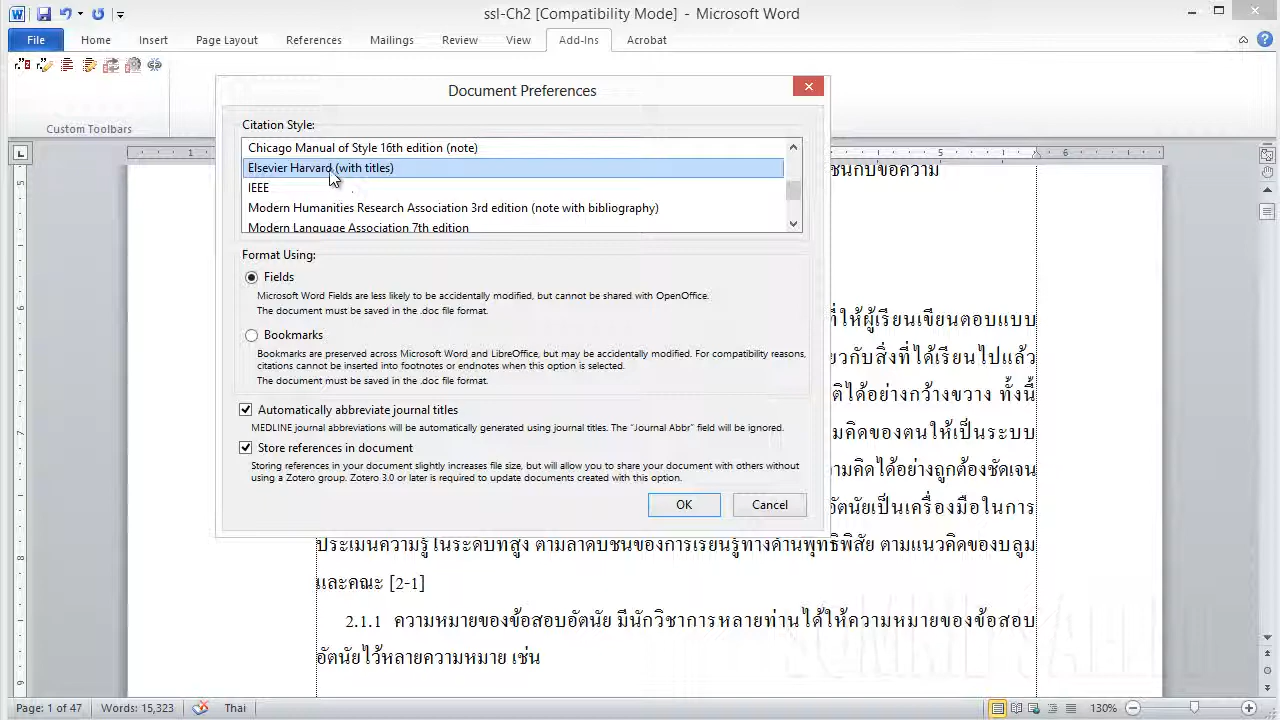 ssl-Ch2 [Compatibility Mode] - Microsoft Word
File Home Insert Page Layout References Mailings Review View Add-Ins Acrobat
Custom Toolbars
Document Preferences
Citation Style:
Chicago Manual of Style 16th edition (note)
Elsevier Harvard (with titles)
IEEE
Modern Humanities Research Association 3rd edition (note with bibliography)
Modern Language Association 7th edition
Format Using:
Fields
Microsoft Word Fields are less likely to be accidentally modified, but cannot be shared with OpenOffice.
The document must be saved in the .doc file format.
Bookmarks
Bookmarks are preserved across Microsoft Word and LibreOffice, but may be accidentally modified. For compatibility reasons,
citations cannot be inserted into footnotes or endnotes when this option is selected.
The document must be saved in the .doc file format.
Automatically abbreviate journal titles
MEDLINE journal abbreviations will be automatically generated using journal titles. The "Journal Abbr" field will be ignored.
Store references in document
Storing references in your document slightly increases file size, but will allow you to share your document with others without
using a Zotero group. Zotero 3.0 or later is required to update documents created with this option.
OK Cancel
ที่ให้ผู้เรียนเขียนตอบแบบ
ยวกับสิ่งที่ได้เรียนไปแล้ว
ติได้อย่างกว้างขวาง ทั้งนี้
มคิดของตนให้เป็นระบบ
วามคิดได้อย่างถูกต้องชัดเจน
อัตนัยเป็นเครื่องมือในการ
ประเมินความรู้ในระดับที่สูง ตามลำดับขั้นของการเรียนรู้ทางด้านพุทธิพิสัย ตามแนวคิดของบลูม
และคณะ [2-1]
2.1.1 ความหมายของข้อสอบอัตนัย มีนักวิชาการหลายท่านได้ให้ความหมายของข้อสอบ
อัตนัยไว้หลายความหมาย เช่น
Page: 1 of 47 Words: 15,323 Thai 130%